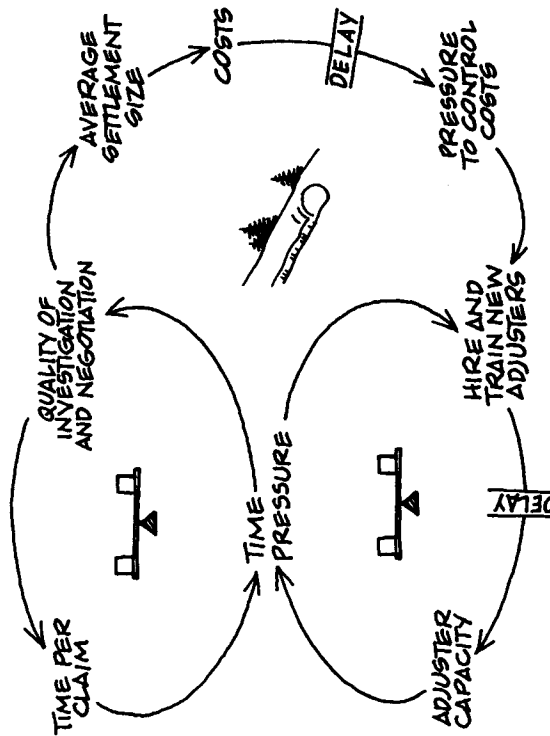 TIME PER
CLAIM
QUALITY OF
INVESTIGATION
AND NEGOTIATION
AVERAGE
SETTLEMENT
SIZE
COSTS
DELAY
TIME
PRESSURE
ADJUSTER
CAPACITY
DELAY
HIRE AND
TRAIN NEW
ADJUSTERS
PRESSURE
TO CONTROL
COSTS